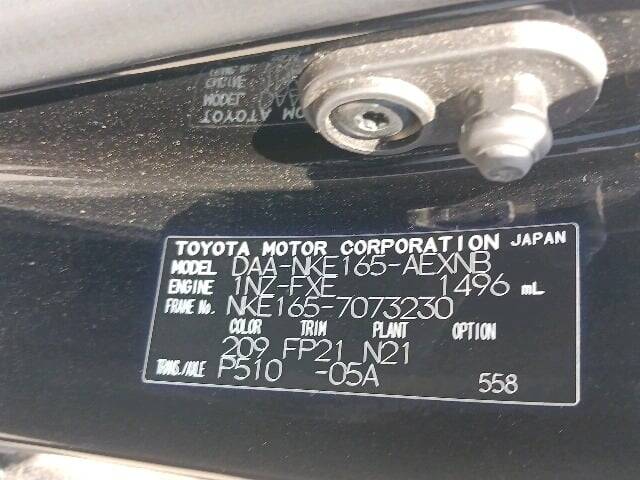 TOYOTA MOTOR CORPORATION JAPAN
MODEL DAA-NKE165-AEXNB
ENGINE 1NZ-FXE 1496 mL
FRAME No. NKE165-7073230
COLOR TRIM PLANT OPTION
209 FP21 N21
TRANS./AXLE P510 -05A 558